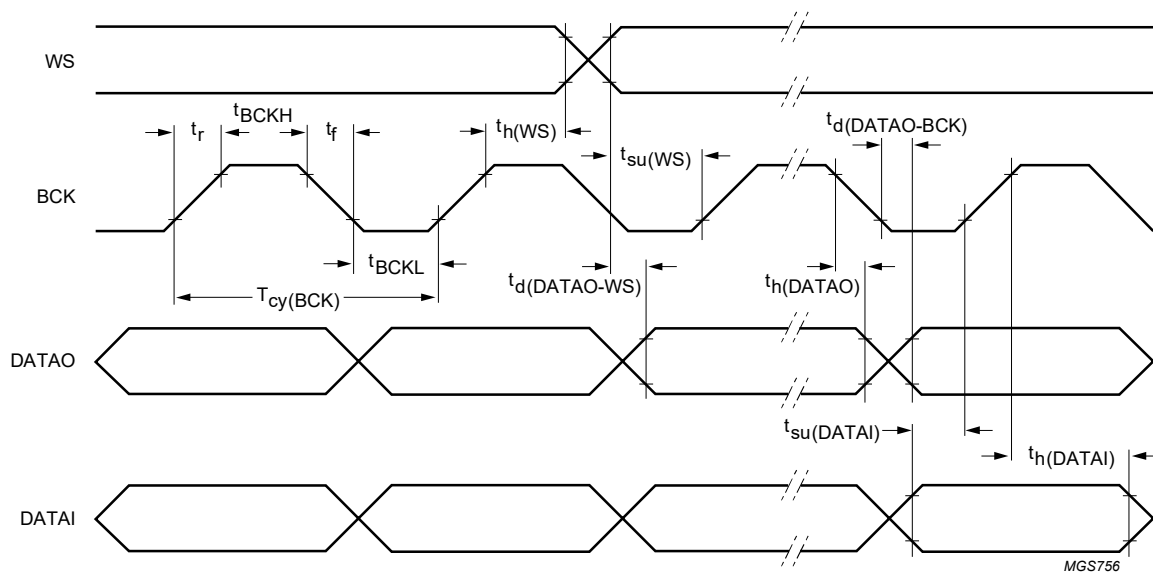 WS
t_r
t_BCKH
t_f
t_h(WS)
t_su(WS)
t_d(DATAO-BCK)
BCK
t_BCKL
T_cy(BCK)
t_d(DATAO-WS)
t_h(DATAO)
DATAO
t_su(DATAI)
t_h(DATAI)
DATAI
MGS756